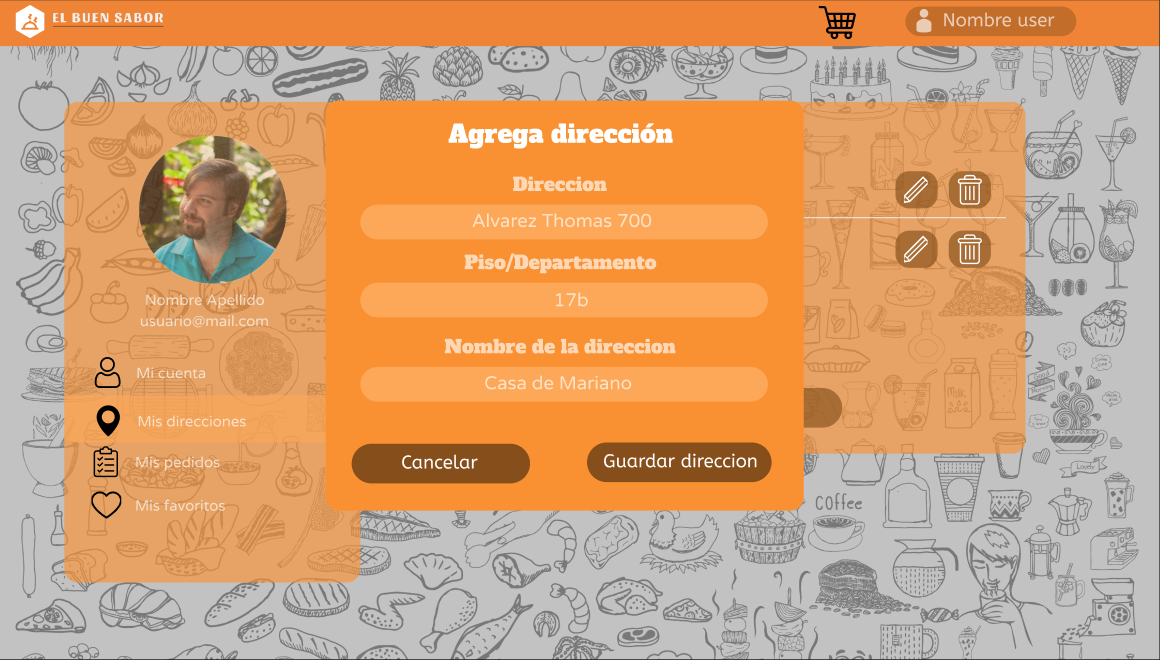 EL BUEN SABOR
Nombre user
Agrega dirección
Direccion
Alvarez Thomas 700
Piso/Departamento
17b
Nombre de la direccion
Casa de Mariano
Cancelar
Guardar direccion
Nombre Apellido
usuario@mail.com
Mi cuenta
Mis direcciones
Mis pedidos
Mis favoritos
Milk
coffee
Lovely